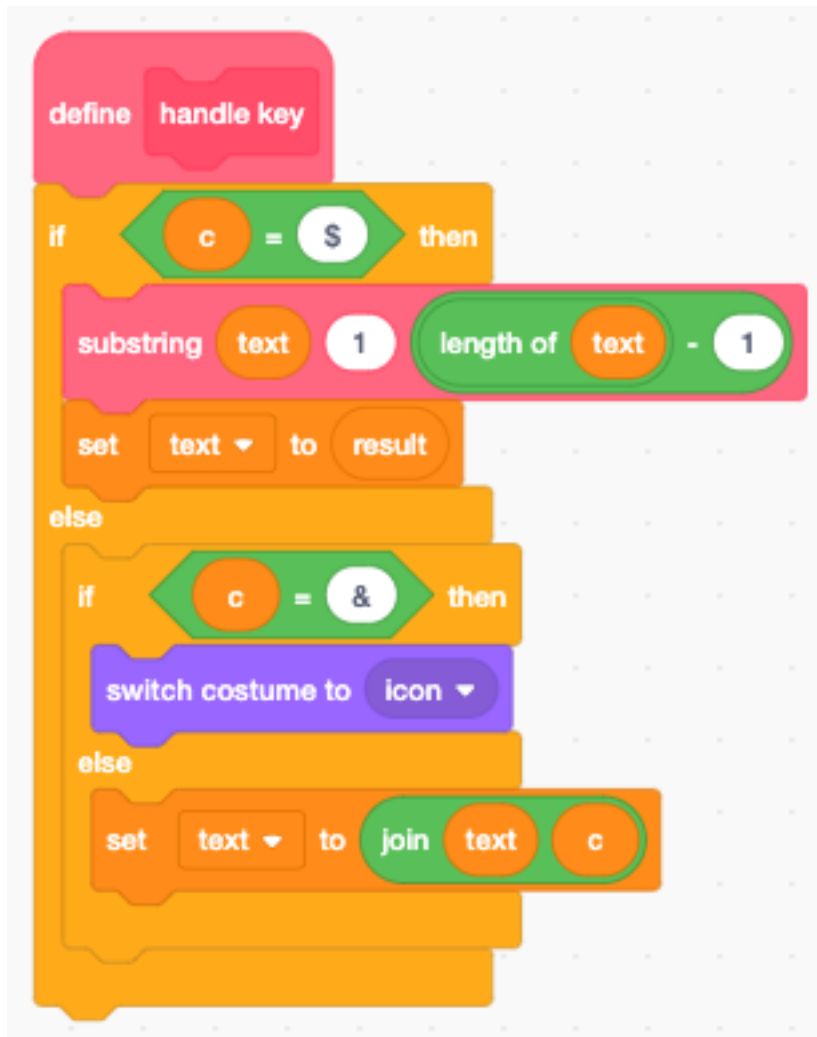 define handle key
if c = $ then
substring text 1 length of text - 1
set text to result
else
if c = & then
switch costume to icon
else
set text to join text c